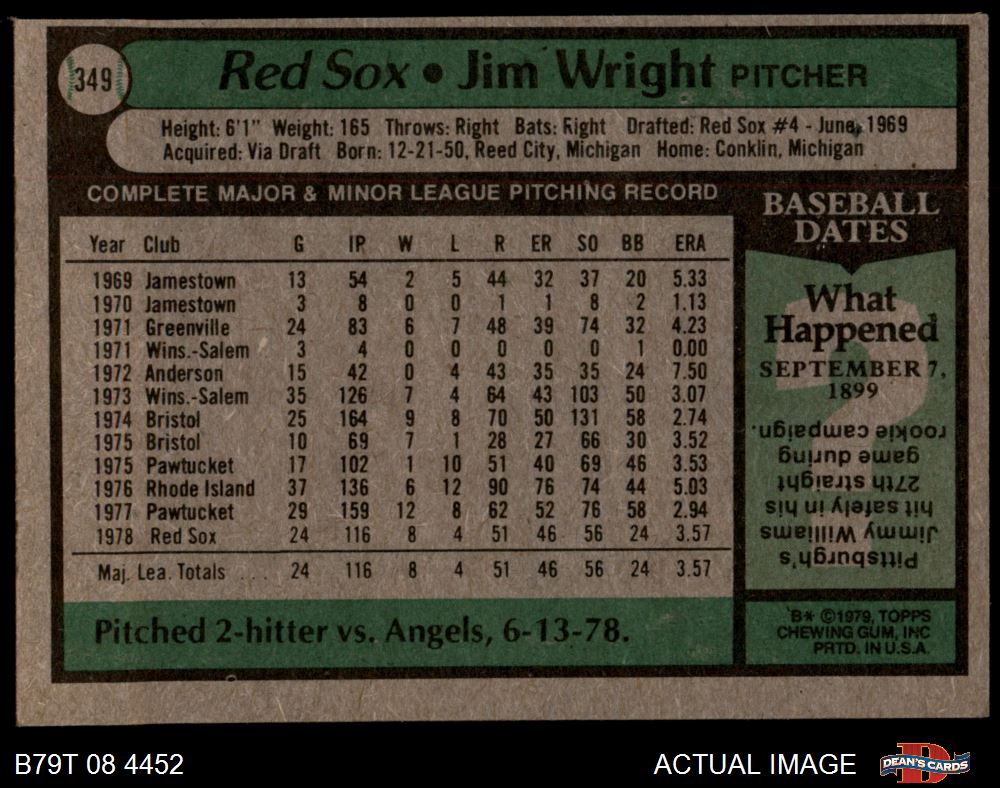 349
Red Sox • Jim Wright PITCHER
Height: 6'1" Weight: 165 Throws: Right Bats: Right Drafted: Red Sox #4 - June, 1969
Acquired: Via Draft Born: 12-21-50, Reed City, Michigan Home: Conklin, Michigan
COMPLETE MAJOR & MINOR LEAGUE PITCHING RECORD
Year Club G IP W L R ER SO BB ERA
1969 Jamestown 13 54 2 5 44 32 37 20 5.33
1970 Jamestown 3 8 0 0 1 1 8 2 1.13
1971 Greenville 24 83 6 7 48 39 74 32 4.23
1971 Wins.-Salem 3 4 0 0 0 0 0 1 0.00
1972 Anderson 15 42 0 4 43 35 35 24 7.50
1973 Wins.-Salem 35 126 7 4 64 43 103 50 3.07
1974 Bristol 25 164 9 8 70 50 131 58 2.74
1975 Bristol 10 69 7 1 28 27 66 30 3.52
1975 Pawtucket 17 102 1 10 51 40 69 46 3.53
1976 Rhode Island 37 136 6 12 90 76 74 44 5.03
1977 Pawtucket 29 159 12 8 62 52 76 58 2.94
1978 Red Sox 24 116 8 4 51 46 56 24 3.57
Maj. Lea. Totals ... 24 116 8 4 51 46 56 24 3.57
Pitched 2-hitter vs. Angels, 6-13-78.
BASEBALL
DATES
What
Happened
SEPTEMBER 7,
1899
Pittsburgh's
Jimmy Williams
hit safely in his
27th straight
game during
rookie campaign.
B* ©1979, TOPPS
CHEWING GUM, INC
PRTD. IN U.S.A.
B79T 08 4452
ACTUAL IMAGE
DEAN'S CARDS